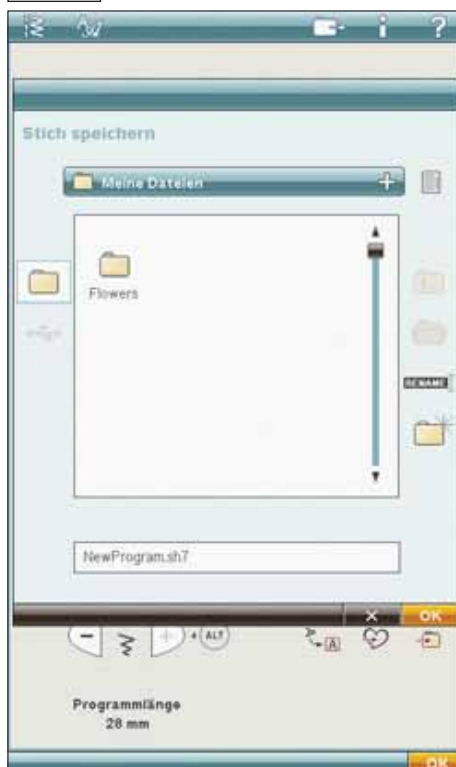 i ?
Stich speichern
Meine Dateien
Flowers
RENAME
NewProgram.sh7
OK
ALT
A
Programmlänge
28 mm
OK